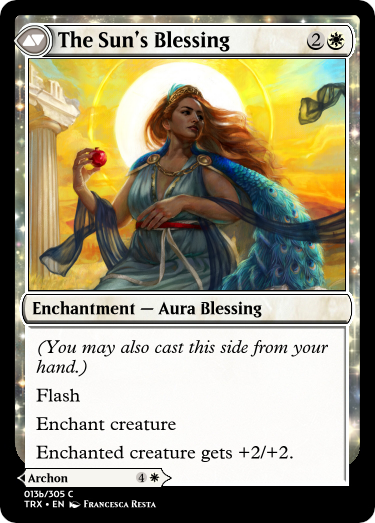 The Sun's Blessing 2
Enchantment — Aura Blessing
(You may also cast this side from your
hand.)
Flash
Enchant creature
Enchanted creature gets +2/+2.
Archon 4
013b/305 C
TRX • EN Francesca Resta